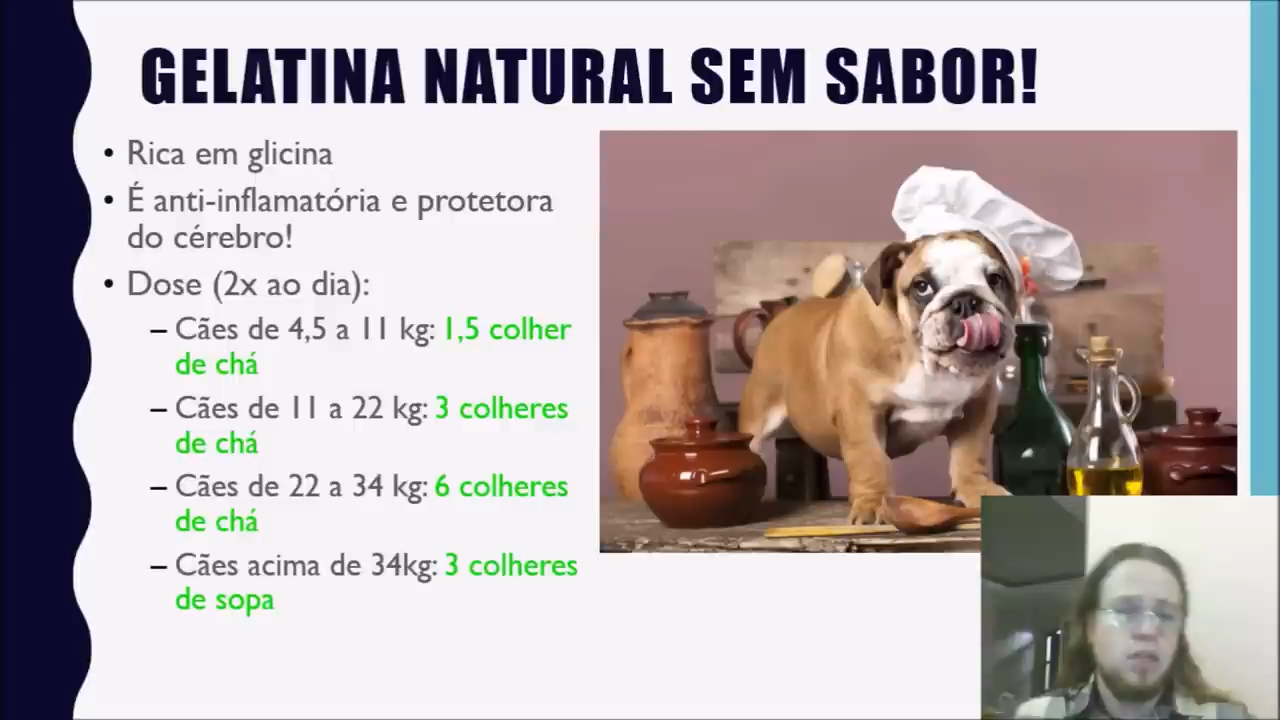 GELATINA NATURAL SEM SABOR!
• Rica em glicina
• É anti-inflamatória e protetora
do cérebro!
• Dose (2x ao dia):
– Cães de 4,5 a 11 kg: 1,5 colher
de chá
– Cães de 11 a 22 kg: 3 colheres
de chá
– Cães de 22 a 34 kg: 6 colheres
de chá
– Cães acima de 34kg: 3 colheres
de sopa